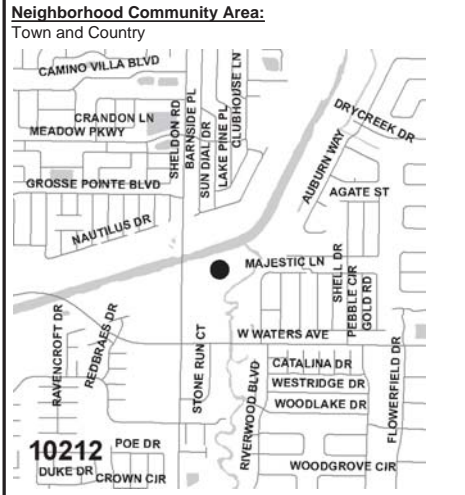 Neighborhood Community Area:
Town and Country
CAMINO VILLA BLVD
CRANDON LN
MEADOW PKWY
SHELDON RD
BARNSIDE PL
SUN DIAL DR
LAKE PINE PL
CLUBHOUSE LN
DRYCREEK DR
AUBURN WAY
GROSSE POINTE BLVD
AGATE ST
NAUTILUS DR
MAJESTIC LN
SHELL DR
PEBBLE CIR
GOLD RD
RAVENCROFT DR
REDBRAES DR
STONE RUN CT
W WATERS AVE
CATALINA DR
WESTRIDGE DR
WOODLAKE DR
RIVERWOOD BLVD
FLOWERFIELD DR
10212
POE DR
DUKE DR
CROWN CIR
WOODGROVE CIR